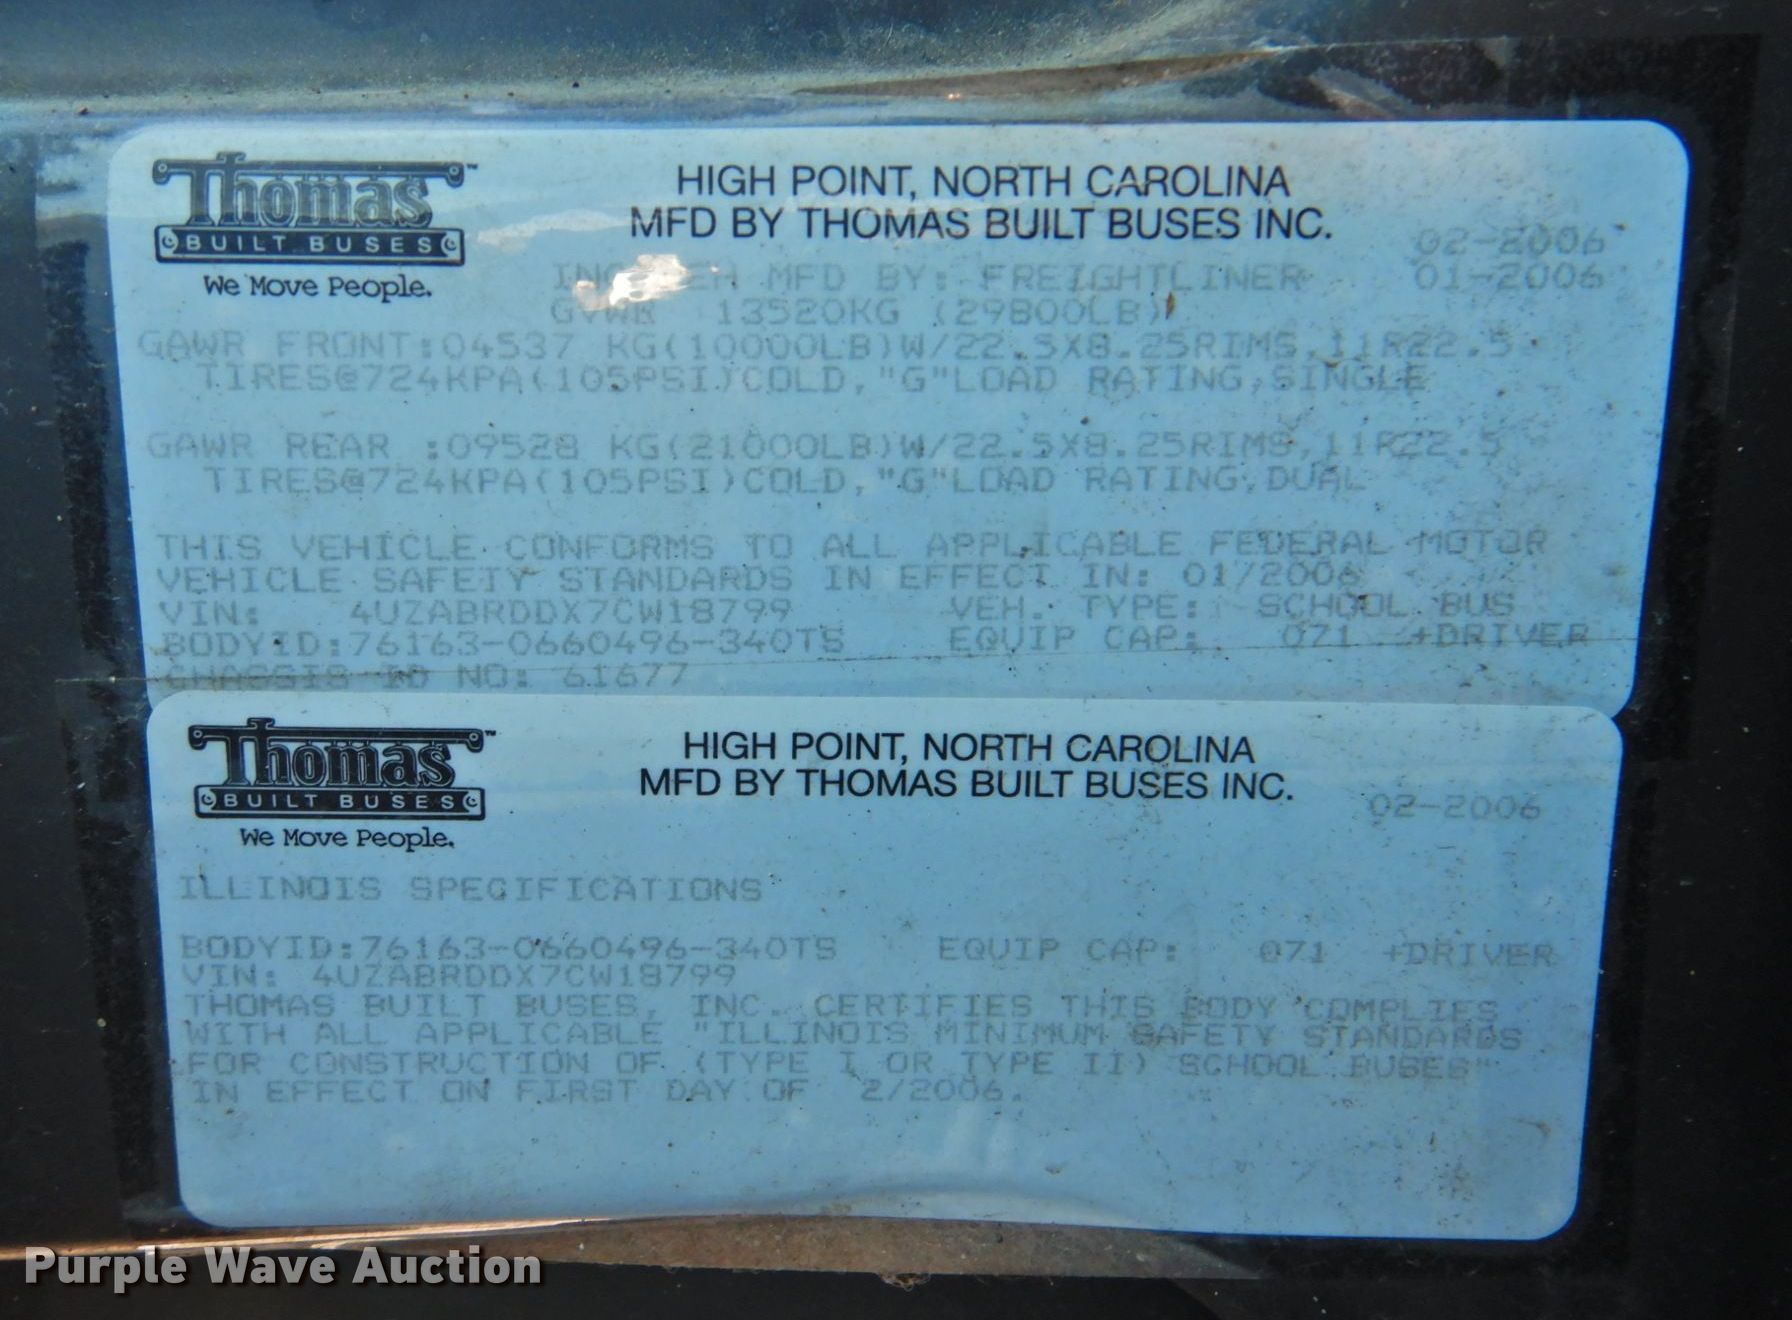 Thomas™
BUILT BUSES
We Move People.
HIGH POINT, NORTH CAROLINA
MFD BY THOMAS BUILT BUSES INC.
02-2006
MFD BY: FREIGHTLINER 01-2006
GVWR 13520KG (29800LB)
GAWR FRONT:04537 KG(10000LB)W/22.5X8.25RIMS,11R22.5
TIRES@724KPA(105PSI)COLD,"G"LOAD RATING,SINGLE
GAWR REAR :09528 KG(21000LB)W/22.5X8.25RIMS,11R22.5
TIRES@724KPA(105PSI)COLD,"G"LOAD RATING,DUAL
THIS VEHICLE CONFORMS TO ALL APPLICABLE FEDERAL MOTOR
VEHICLE SAFETY STANDARDS IN EFFECT IN: 01/2006
VIN: 4UZABRDDX7CW18799 VEH. TYPE: SCHOOL BUS
BODYID:76163-0660496-340TS EQUIP CAP: 071 +DRIVER
CHASSIS ID NO: 61677
Thomas™
BUILT BUSES
We Move People.
HIGH POINT, NORTH CAROLINA
MFD BY THOMAS BUILT BUSES INC.
02-2006
ILLINOIS SPECIFICATIONS
BODYID:76163-0660496-340TS EQUIP CAP: 071 +DRIVER
VIN: 4UZABRDDX7CW18799
THOMAS BUILT BUSES, INC. CERTIFIES THIS BODY COMPLIES
WITH ALL APPLICABLE "ILLINOIS MINIMUM SAFETY STANDARDS
FOR CONSTRUCTION OF (TYPE I OR TYPE II) SCHOOL BUSES"
IN EFFECT ON FIRST DAY OF 2/2006.
Purple Wave Auction